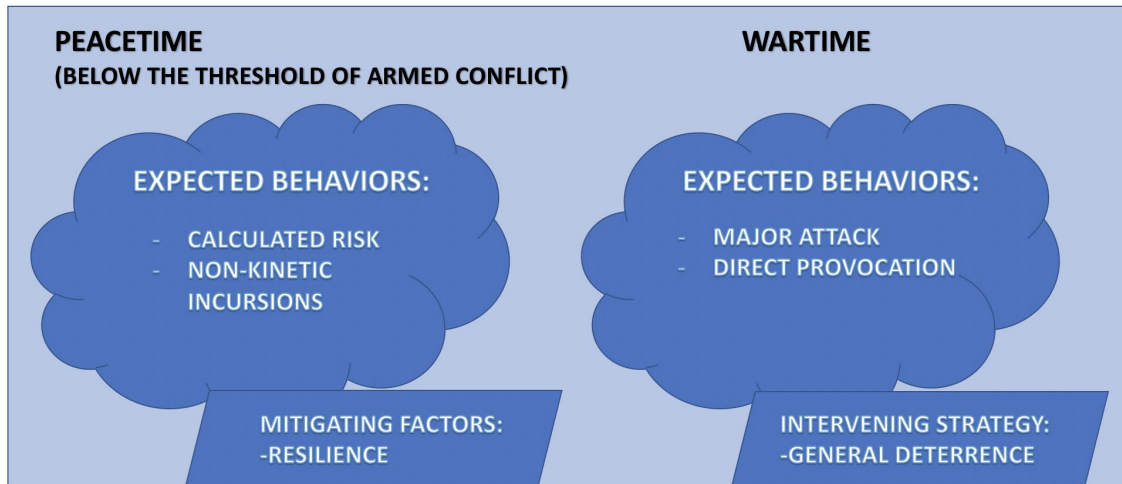 PEACETIME
(BELOW THE THRESHOLD OF ARMED CONFLICT)
EXPECTED BEHAVIORS:
- CALCULATED RISK
- NON-KINETIC
INCURSIONS
MITIGATING FACTORS:
-RESILIENCE
WARTIME
EXPECTED BEHAVIORS:
- MAJOR ATTACK
- DIRECT PROVOCATION
INTERVENING STRATEGY:
-GENERAL DETERRENCE